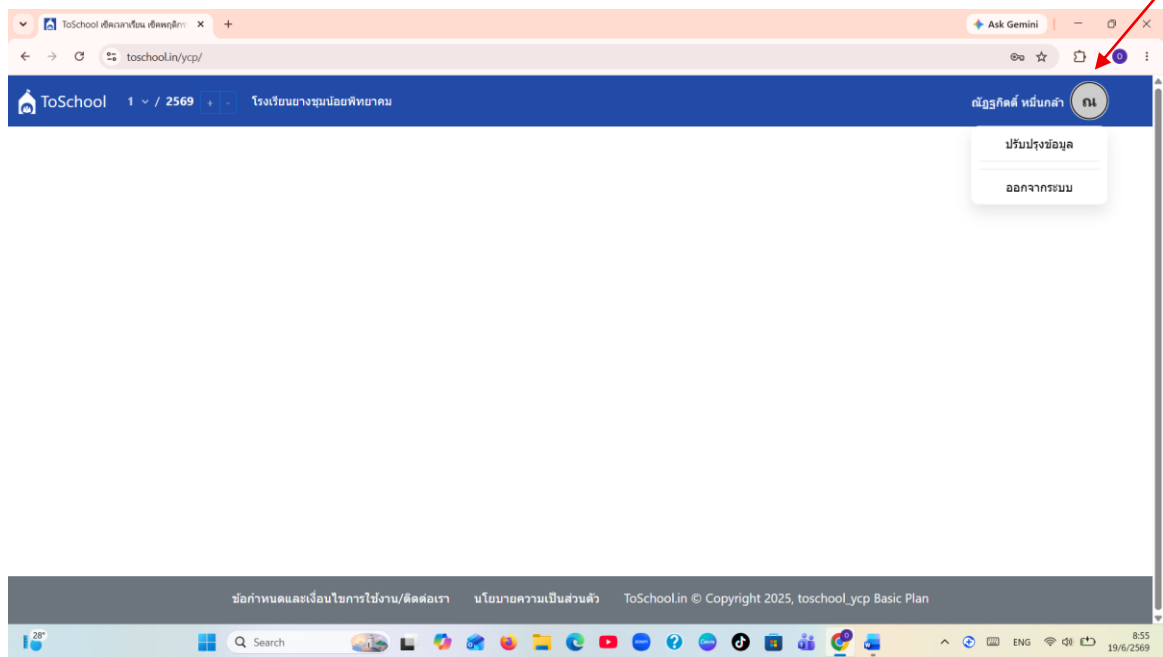 ToSchool เช็คเวลาเรียน เช็คพฤติกร
Ask Gemini
toschool.in/ycp/
ToSchool 1 / 2569 + - โรงเรียนยางชุมน้อยพิทยาคม
ณัฏฐกิตติ์ หมื่นกล้า ณ
ปรับปรุงข้อมูล
ออกจากระบบ
ข้อกำหนดและเงื่อนไขการใช้งาน/ติดต่อเรา นโยบายความเป็นส่วนตัว ToSchool.in © Copyright 2025, toschool_ycp Basic Plan
28°
Search
ENG
8:55
19/6/2569